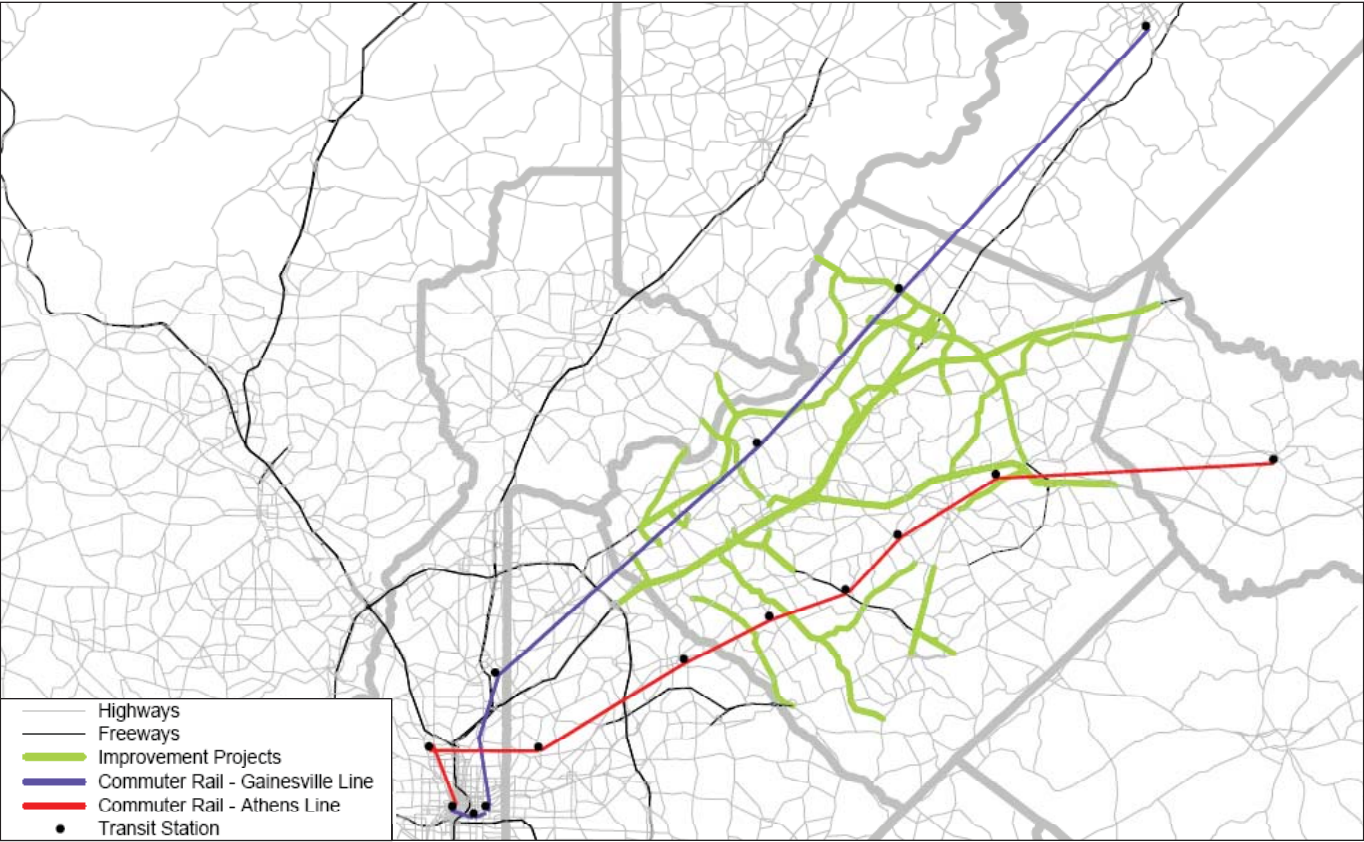 Highways
Freeways
Improvement Projects
Commuter Rail - Gainesville Line
Commuter Rail - Athens Line
Transit Station